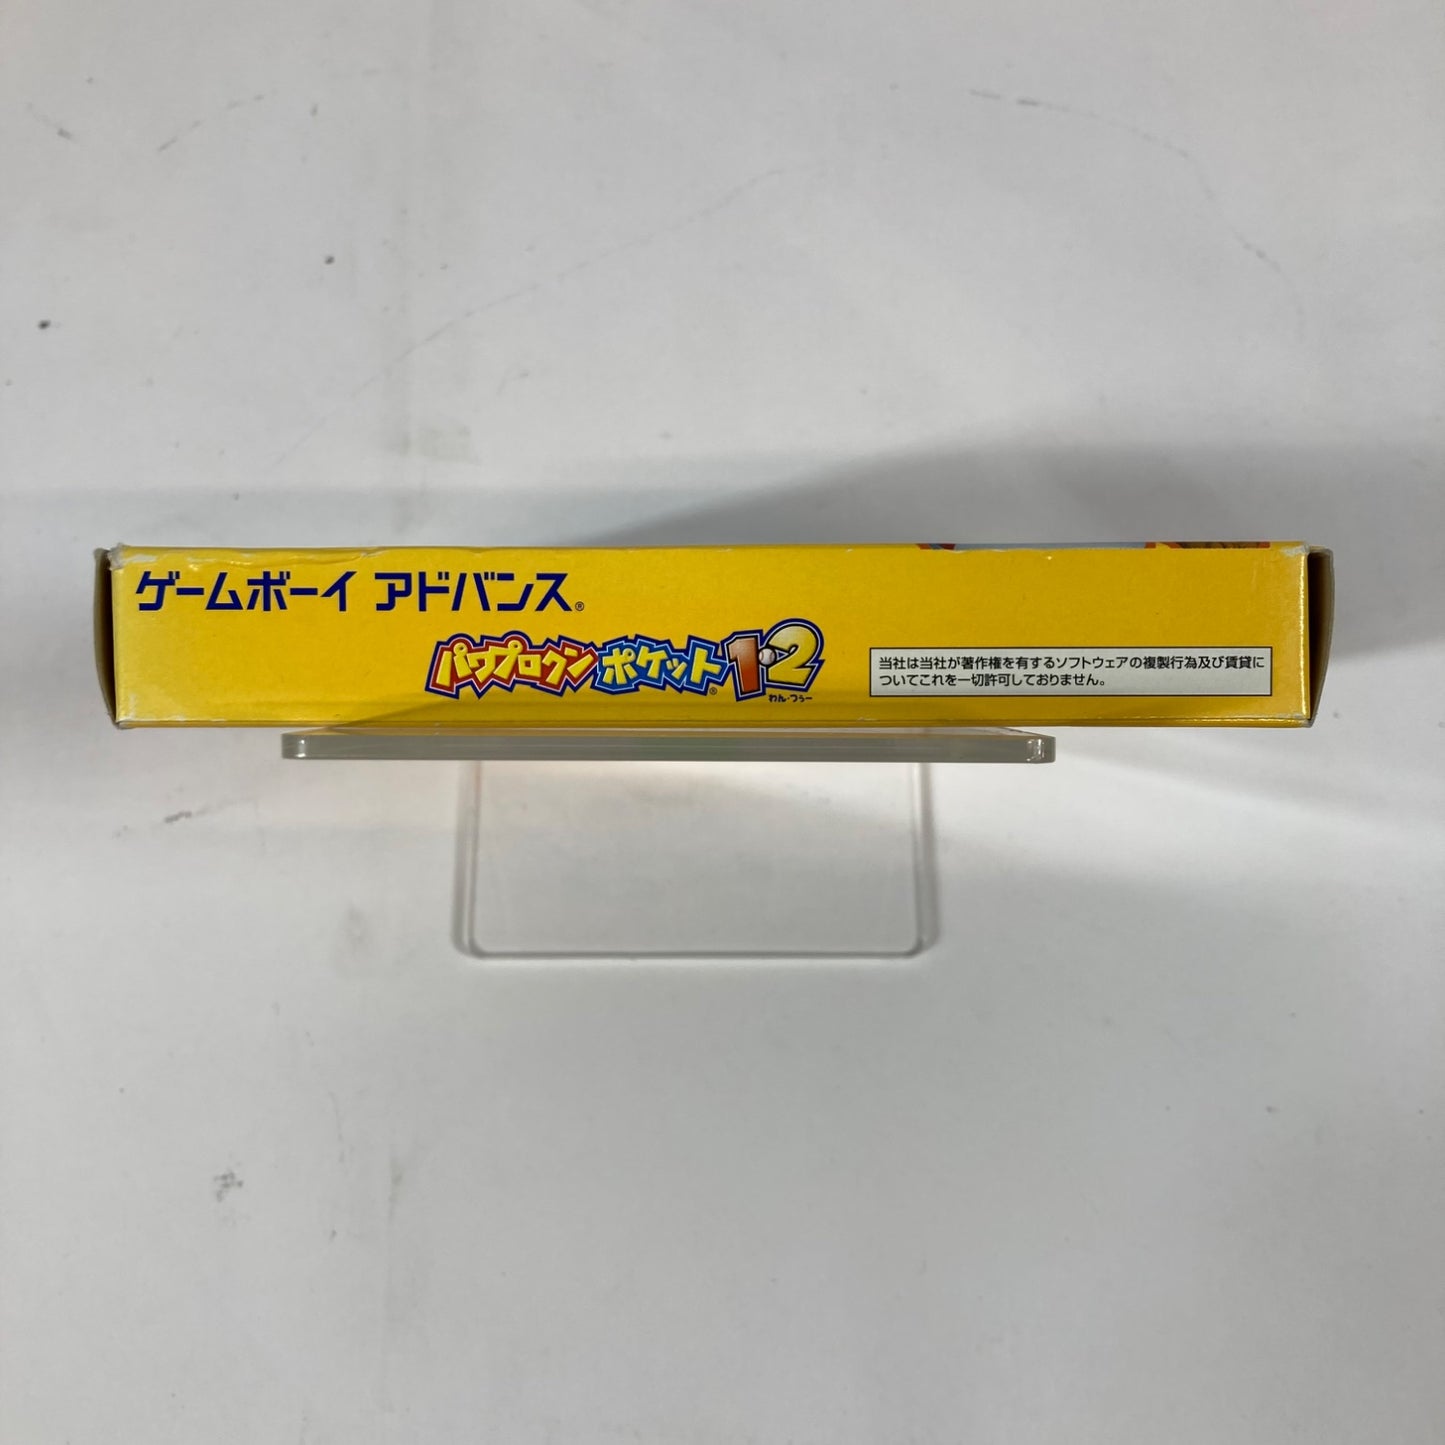 ゲームボーイ アドバンス®
パワプロクンポケット®1・2
わん・つぅー
当社は当社が著作権を有するソフトウェアの複製行為及び賃貸に
ついてこれを一切許可しておりません。